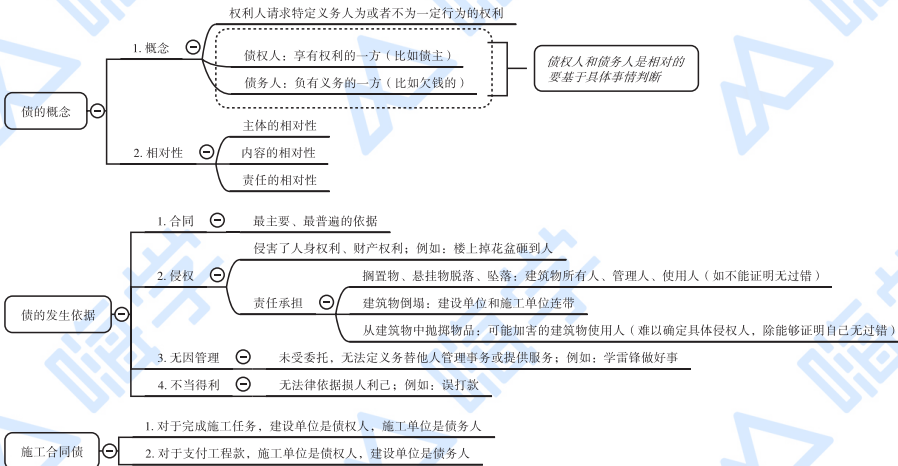 权利人请求特定义务人为或者不为一定行为的权利
1. 概念
债权人：享有权利的一方（比如债主）
债务人：负有义务的一方（比如欠钱的）
债权人和债务人是相对的
要基于具体事情判断
债的概念
主体的相对性
2. 相对性
内容的相对性
责任的相对性
1. 合同
最主要、最普遍的依据
侵害了人身权利、财产权利；例如：楼上掉花盆砸到人
2. 侵权
搁置物、悬挂物脱落、坠落：建筑物所有人、管理人、使用人（如不能证明无过错）
责任承担
建筑物倒塌：建设单位和施工单位连带
债的发生依据
从建筑物中抛掷物品：可能加害的建筑物使用人（难以确定具体侵权人，除能够证明自己无过错）
3. 无因管理
未受委托，无法定义务替他人管理事务或提供服务；例如：学雷锋做好事
4. 不当得利
无法律依据损人利己；例如：误打款
1. 对于完成施工任务，建设单位是债权人，施工单位是债务人
施工合同债
2. 对于支付工程款，施工单位是债权人，建设单位是债务人
嗨学